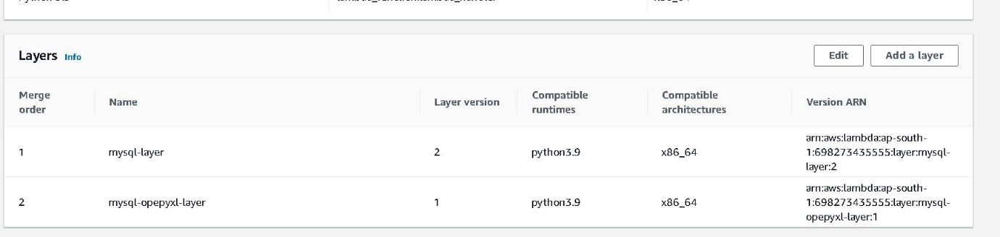 Layers Info
Edit
Add a layer
Merge order
Name
Layer version
Compatible runtimes
Compatible architectures
Version ARN
1
mysql-layer
2
python3.9
x86_64
arn:aws:lambda:ap-south-
1:698273435555:layer:mysql-
layer:2
2
mysql-opepyxl-layer
1
python3.9
x86_64
arn:aws:lambda:ap-south-
1:698273435555:layer:mysql-
opepyxl-layer:1